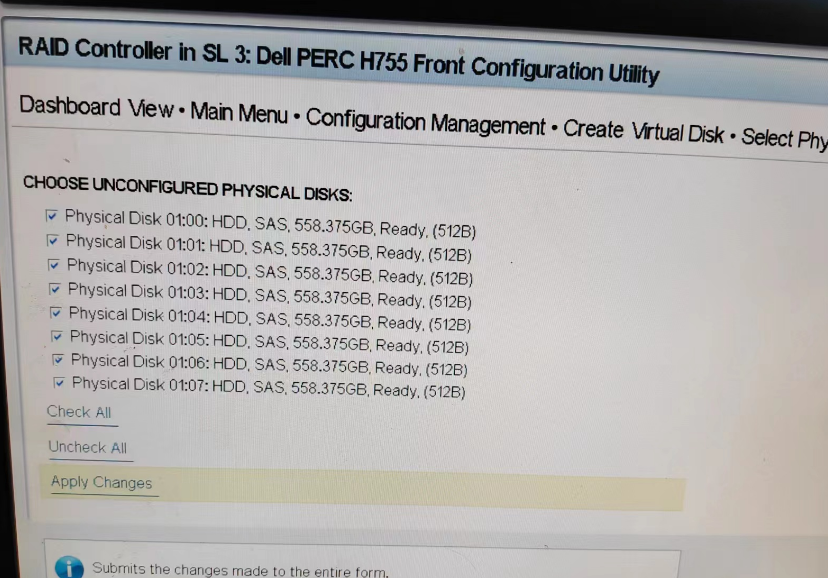 RAID Controller in SL 3: Dell PERC H755 Front Configuration Utility
Dashboard View • Main Menu • Configuration Management • Create Virtual Disk • Select Phy
CHOOSE UNCONFIGURED PHYSICAL DISKS:
Physical Disk 01:00: HDD, SAS, 558.375GB, Ready, (512B)
Physical Disk 01:01: HDD, SAS, 558.375GB, Ready, (512B)
Physical Disk 01:02: HDD, SAS, 558.375GB, Ready, (512B)
Physical Disk 01:03: HDD, SAS, 558.375GB, Ready, (512B)
Physical Disk 01:04: HDD, SAS, 558.375GB, Ready, (512B)
Physical Disk 01:05: HDD, SAS, 558.375GB, Ready, (512B)
Physical Disk 01:06: HDD, SAS, 558.375GB, Ready, (512B)
Physical Disk 01:07: HDD, SAS, 558.375GB, Ready, (512B)
Check All
Uncheck All
Apply Changes
Submits the changes made to the entire form.